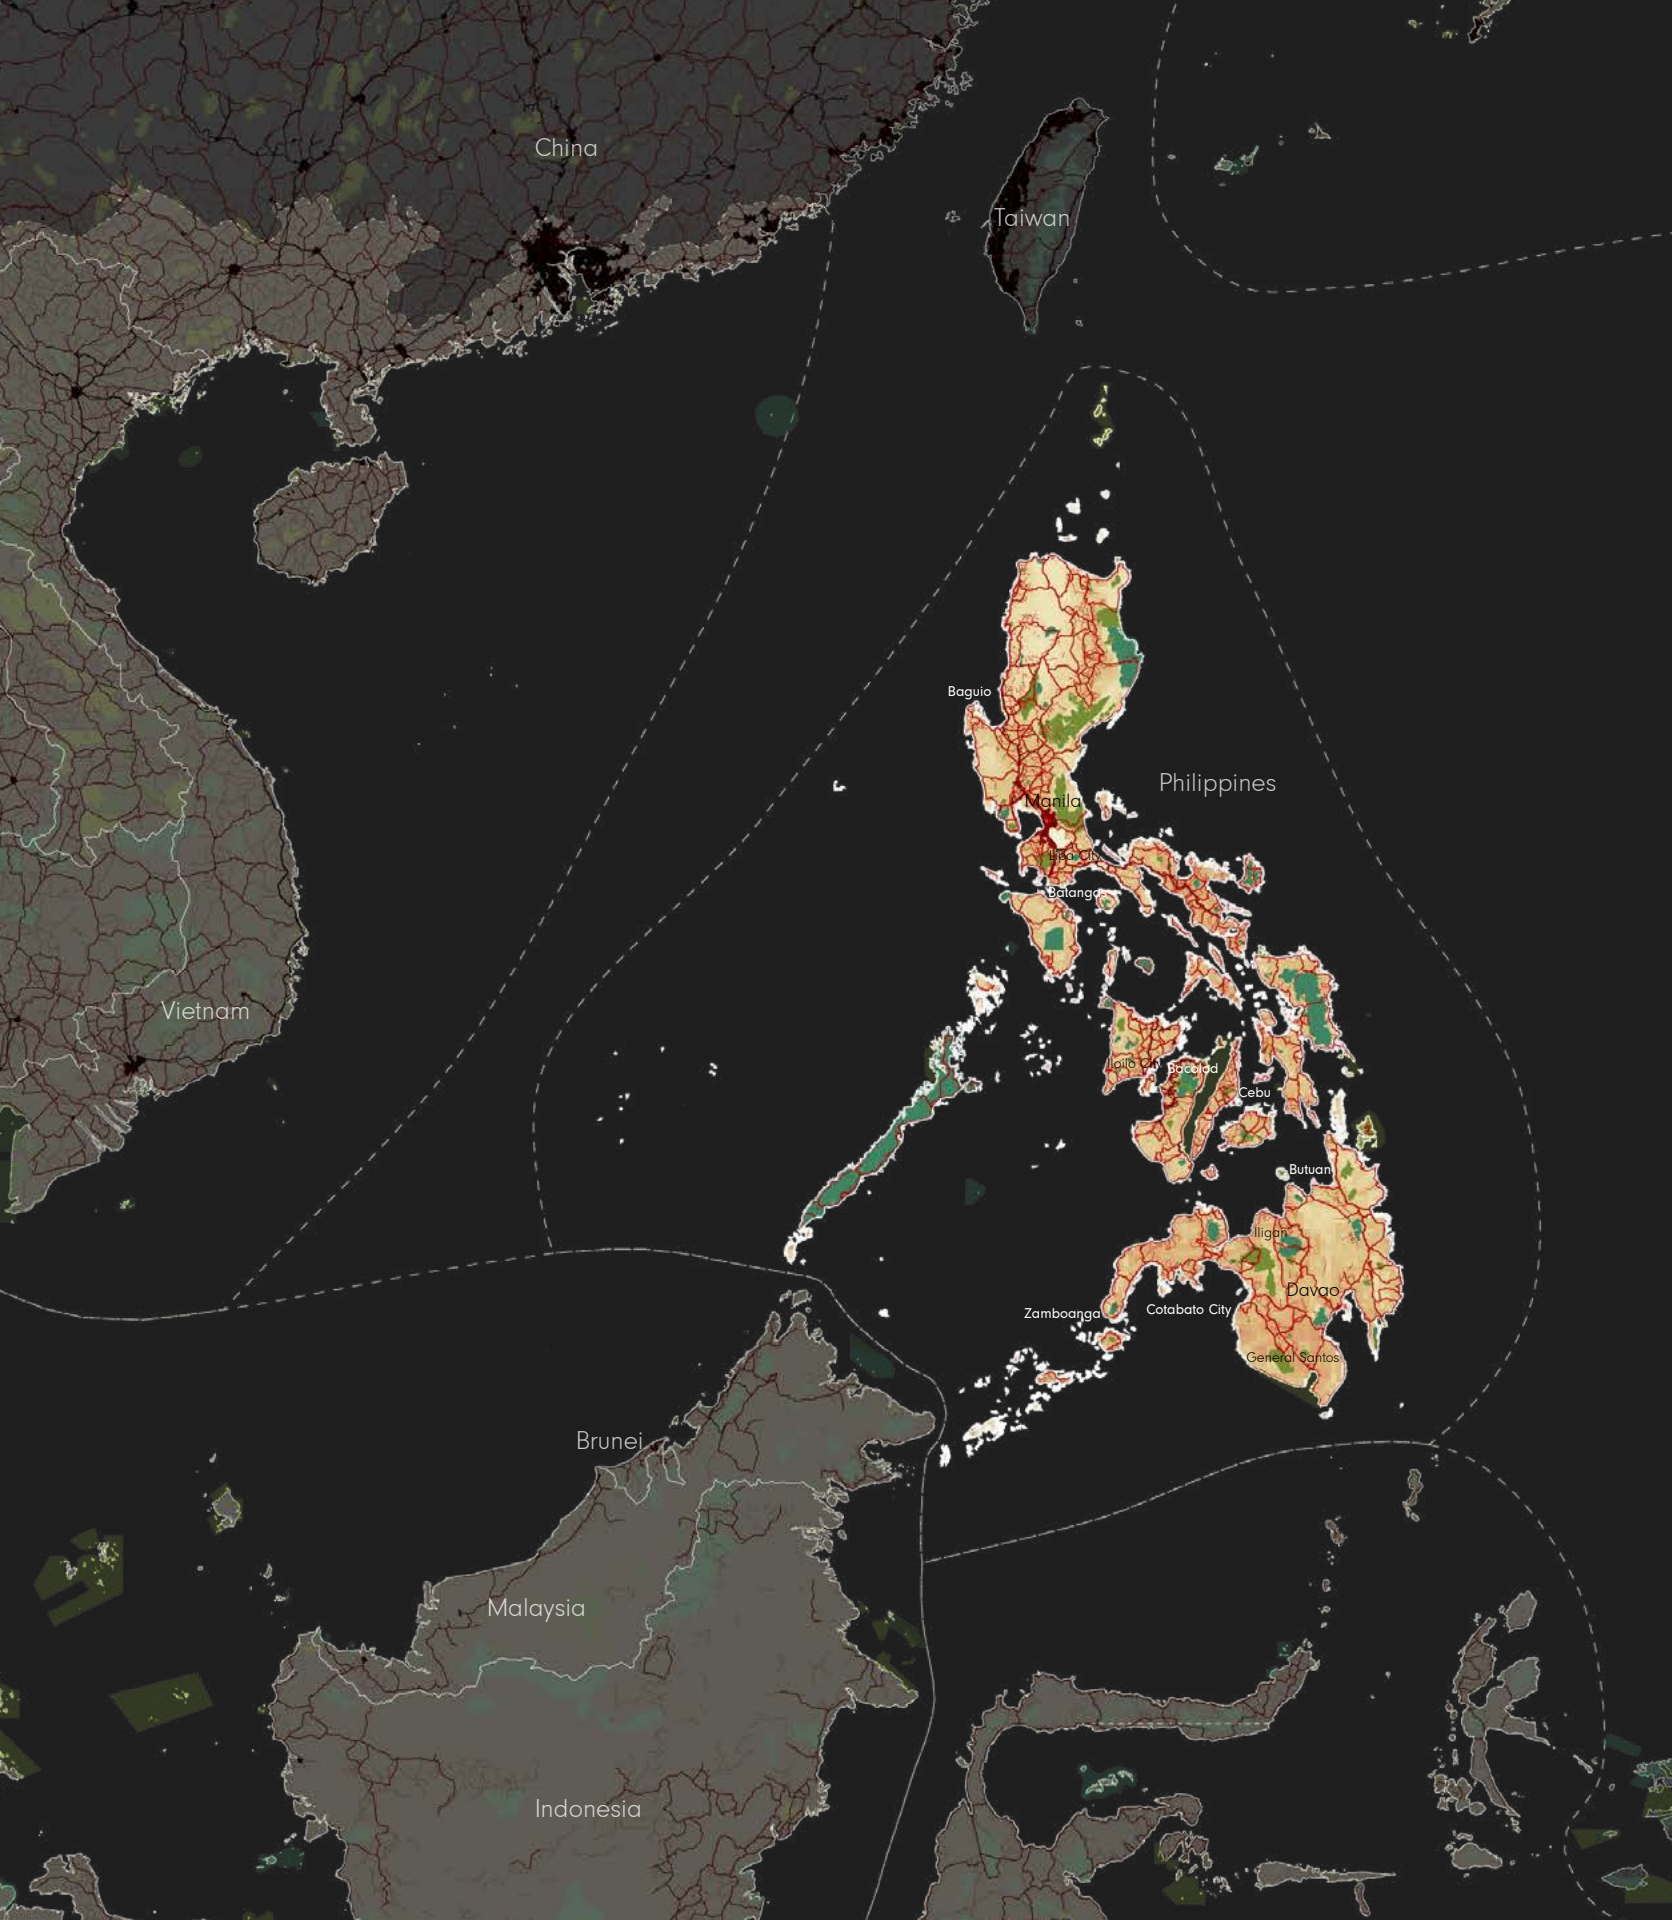 China
Taiwan
Baguio
Philippines
Manila
Lipa City
Batangas
Vietnam
Iloilo City
Bacolod
Cebu
Butuan
Iligan
Davao
Cotabato City
Zamboanga
General Santos
Brunei
Malaysia
Indonesia